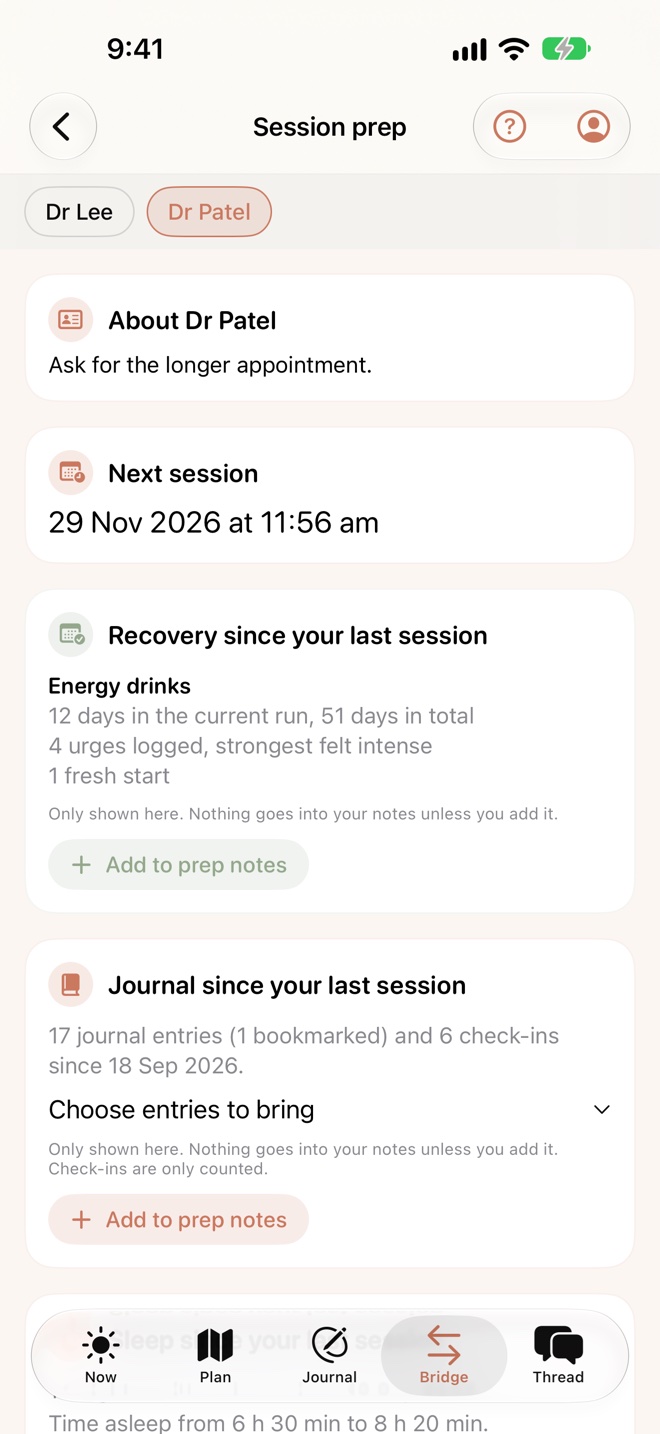 9:41
Session prep
Dr Lee
Dr Patel
About Dr Patel
Ask for the longer appointment.
Next session
29 Nov 2026 at 11:56 am
Recovery since your last session
Energy drinks
12 days in the current run, 51 days in total
4 urges logged, strongest felt intense
1 fresh start
Only shown here. Nothing goes into your notes unless you add it.
+ Add to prep notes
Journal since your last session
17 journal entries (1 bookmarked) and 6 check-ins
since 18 Sep 2026.
Choose entries to bring
Only shown here. Nothing goes into your notes unless you add it.
Check-ins are only counted.
+ Add to prep notes
Sleep since your last session
Now
Plan
Journal
Bridge
Thread
Time asleep from 6 h 30 min to 8 h 20 min.